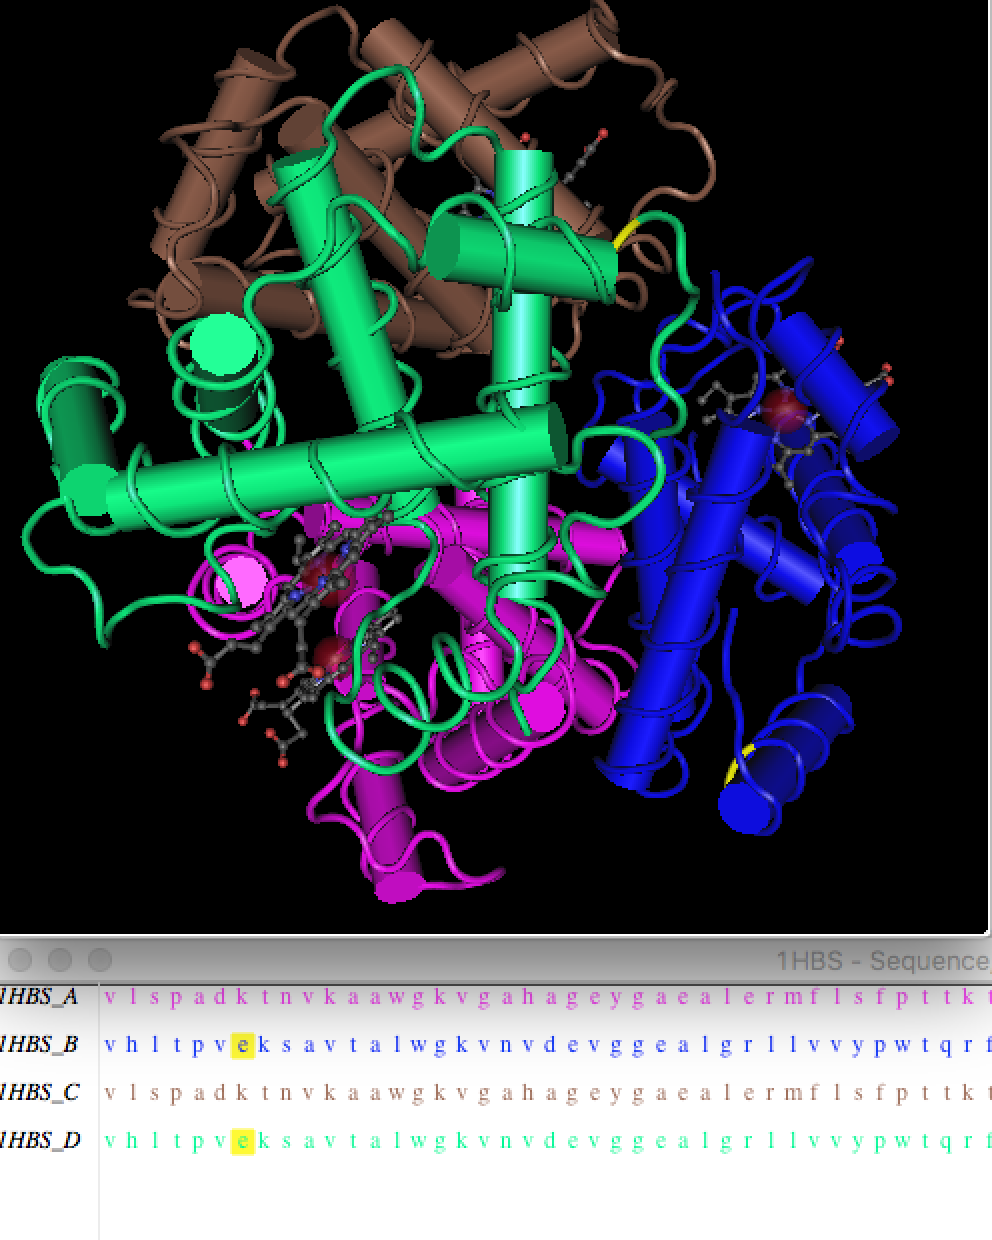 1HBS - Sequence
1HBS_A v l s p a d k t n v k a a w g k v g a h a g e y g a e a l e r m f l s f p t t k t
1HBS_B v h l t p v e k s a v t a l w g k v n v d e v g g e a l g r l l v v y p w t q r f
1HBS_C v l s p a d k t n v k a a w g k v g a h a g e y g a e a l e r m f l s f p t t k t
1HBS_D v h l t p v e k s a v t a l w g k v n v d e v g g e a l g r l l v v y p w t q r f